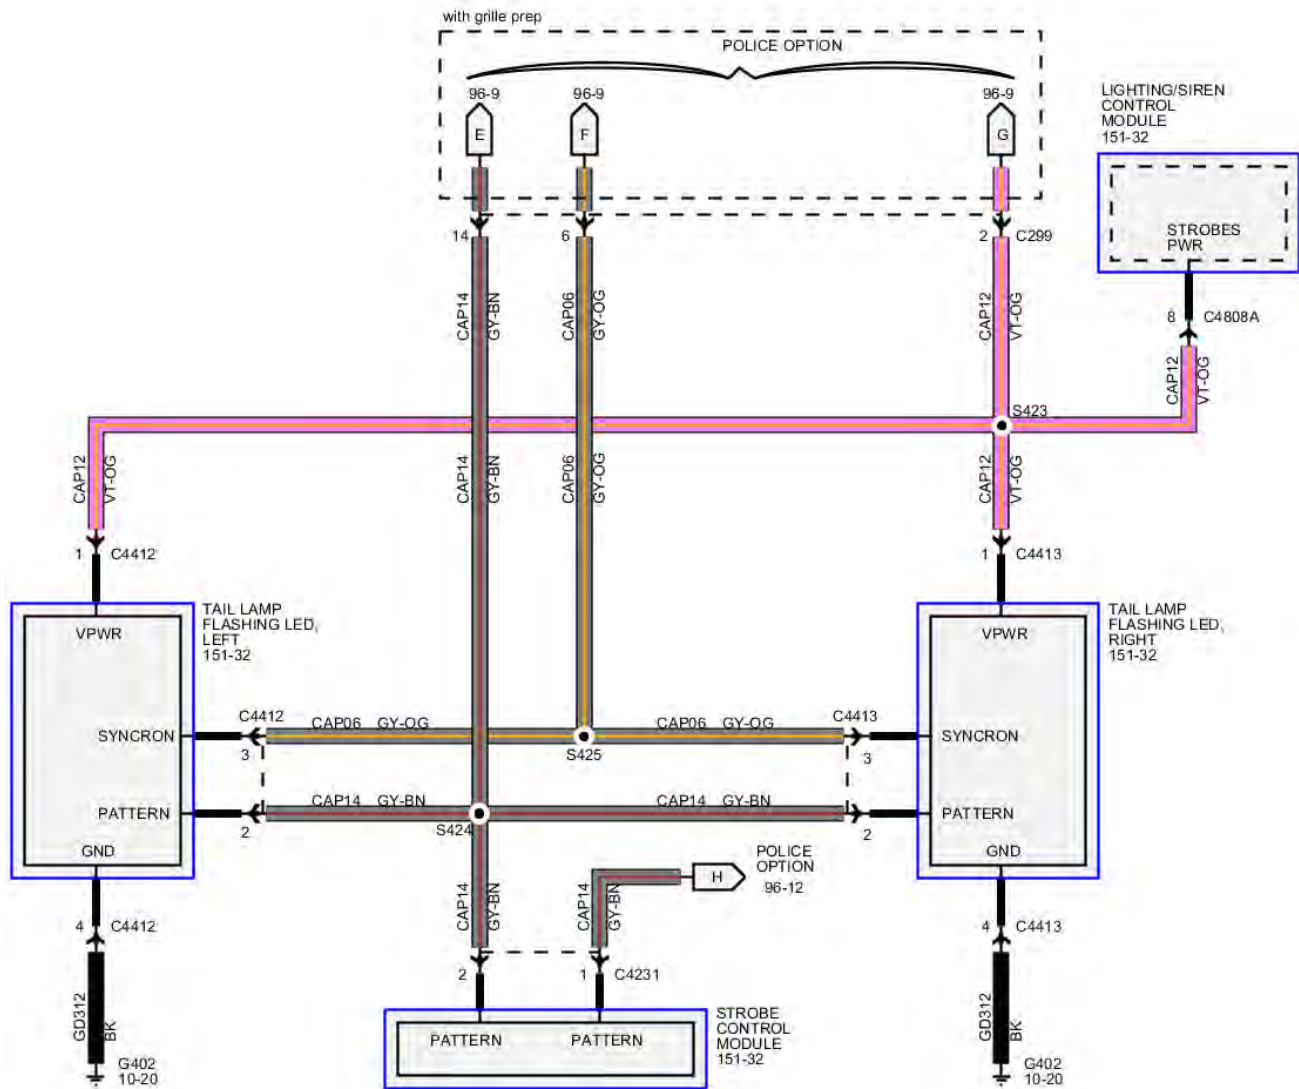 with grille prep
POLICE OPTION
96-9
96-9
96-9
E
F
G
LIGHTING/SIREN
CONTROL
MODULE
151-32
STROBES
PWR
14
6
2
C299
CAP14
GY-BN
CAP06
GY-OG
CAP12
VT-OG
8
C4808A
CAP12
VT-OG
S423
CAP12
VT-OG
CAP14
GY-BN
CAP06
GY-OG
CAP12
VT-OG
1
C4412
1
C4413
TAIL LAMP
FLASHING LED,
LEFT
151-32
VPWR
TAIL LAMP
FLASHING LED,
RIGHT
151-32
VPWR
C4412
CAP06 GY-OG
CAP06 GY-OG
C4413
SYNCRON
3
S425
3
SYNCRON
CAP14 GY-BN
CAP14 GY-BN
PATTERN
2
S424
2
PATTERN
GND
GND
POLICE
OPTION
96-12
H
CAP14
GY-BN
CAP14
GY-BN
4
C4412
4
C4413
2
1
C4231
GD312
BK
GD312
BK
STROBE
CONTROL
MODULE
151-32
PATTERN
PATTERN
G402
10-20
G402
10-20